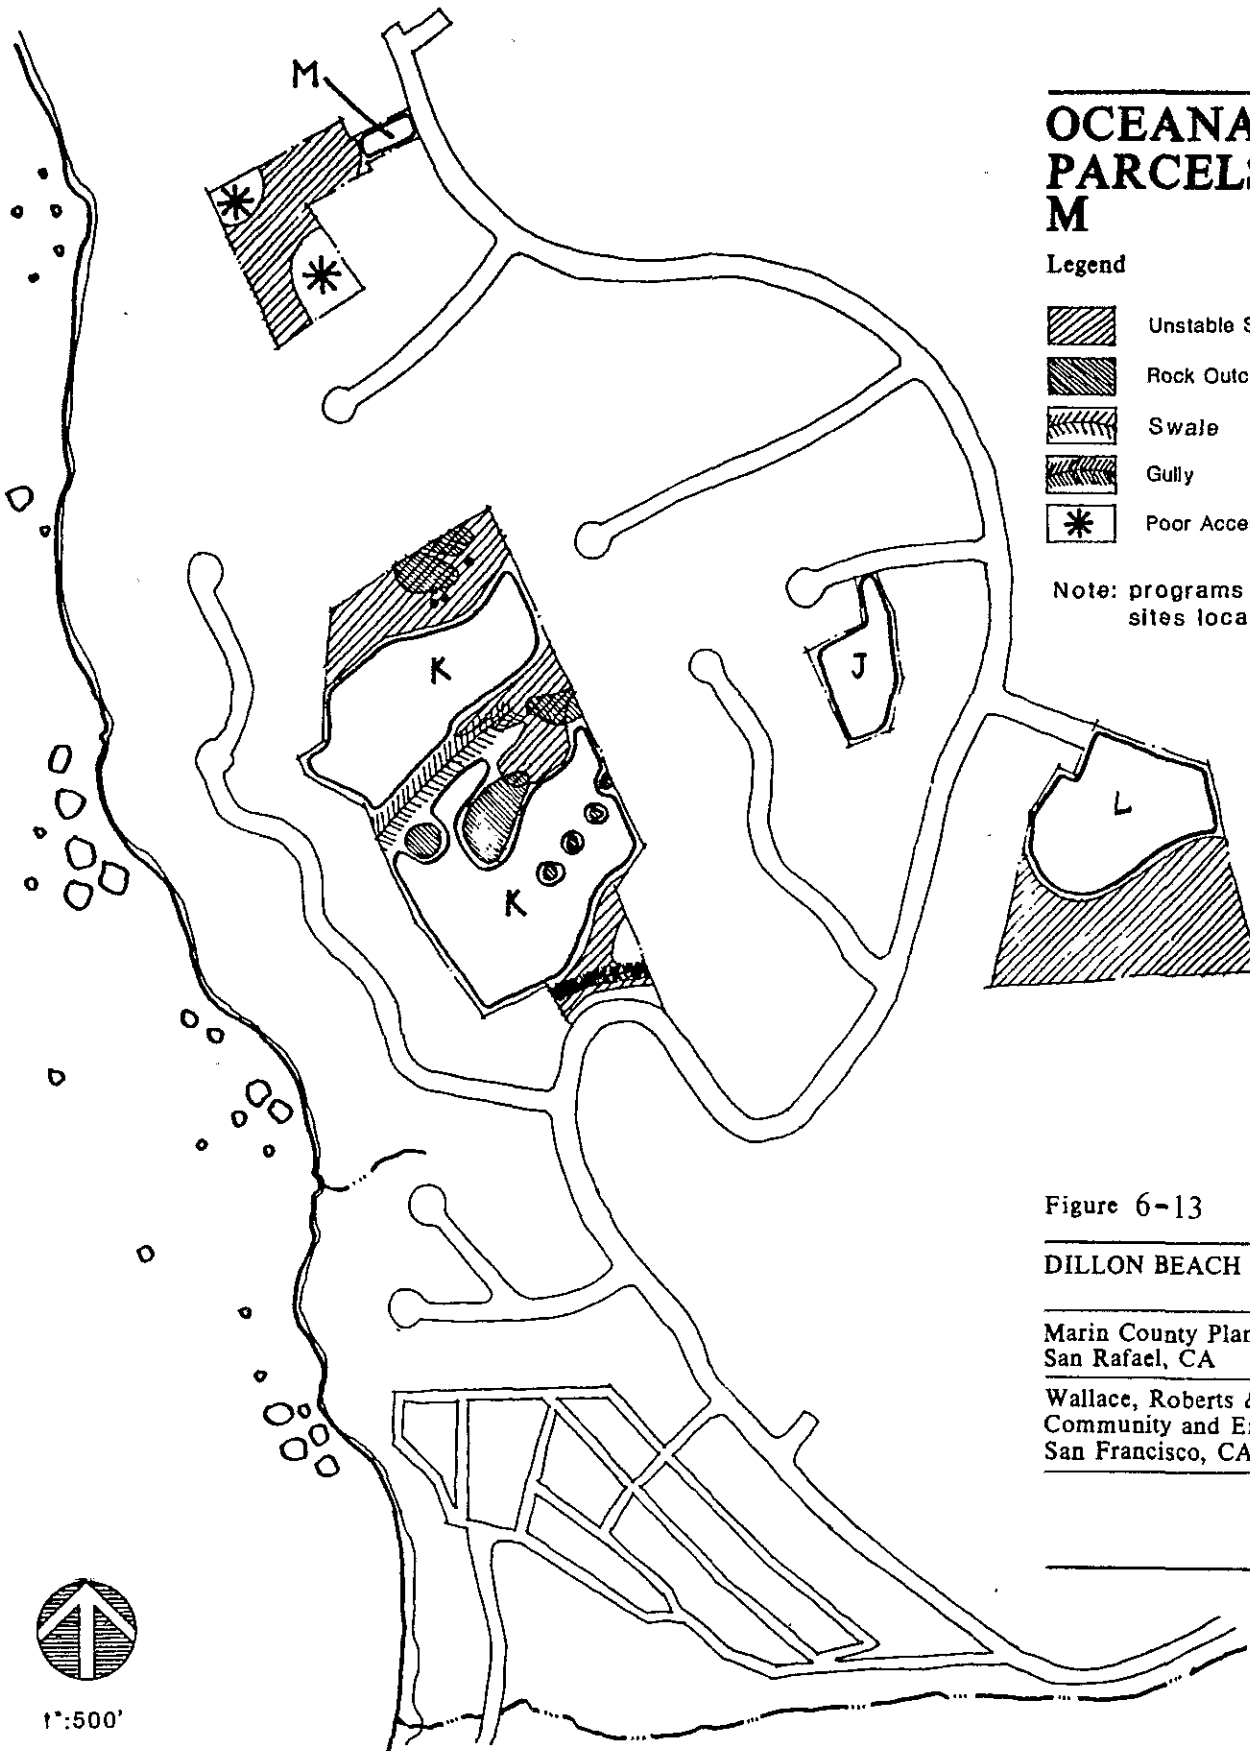 M
OCEANA
PARCELS
M
Legend
Unstable S
Rock Outc
Swale
Gully
Poor Acce
Note: programs
sites loca
K
J
L
K
Figure 6-13
DILLON BEACH
Marin County Plan
San Rafael, CA
Wallace, Roberts &
Community and En
San Francisco, CA
1":500'